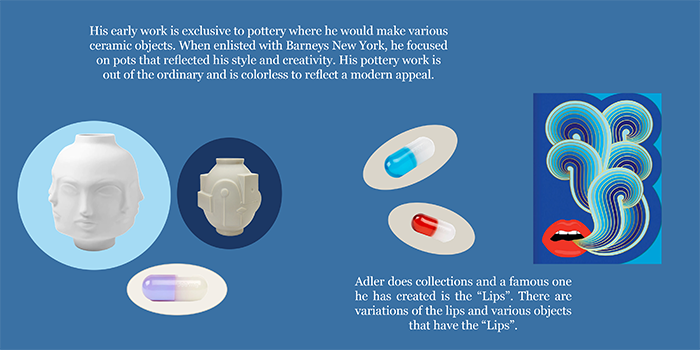 His early work is exclusive to pottery where he would make various
ceramic objects. When enlisted with Barneys New York, he focused
on pots that reflected his style and creativity. His pottery work is
out of the ordinary and is colorless to reflect a modern appeal.
Adler does collections and a famous one
he has created is the “Lips”. There are
variations of the lips and various objects
that have the “Lips”.